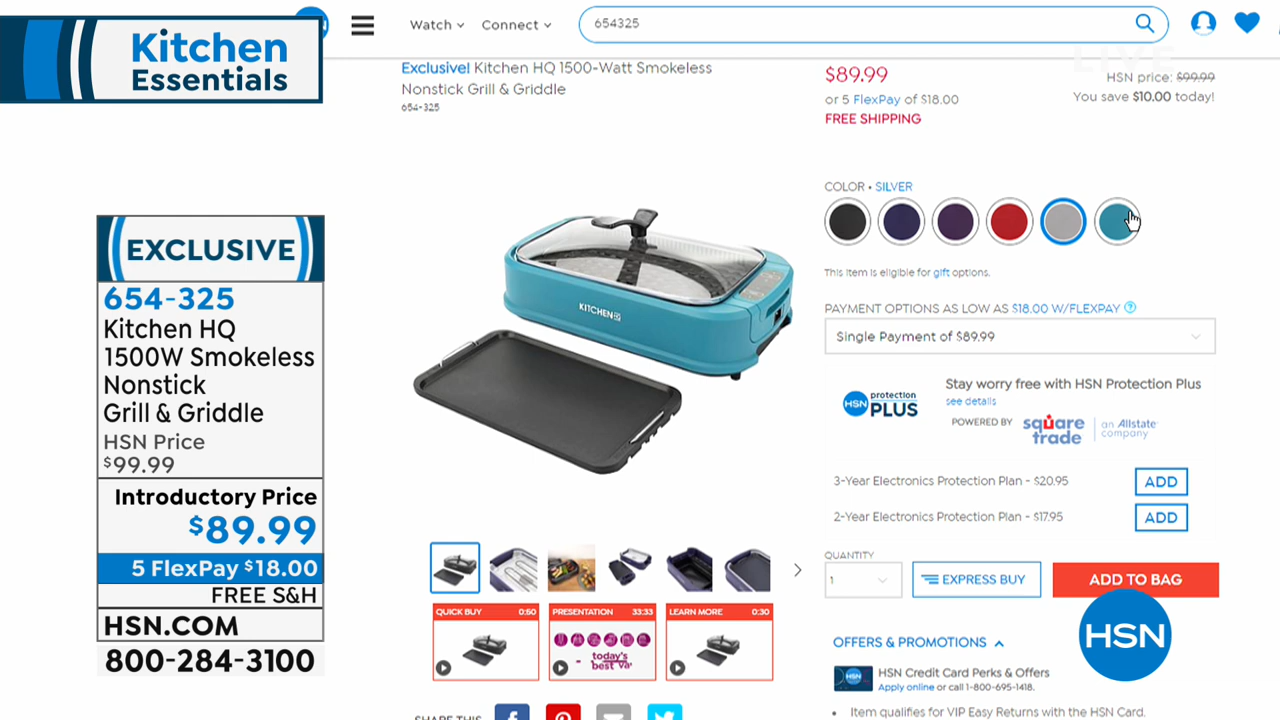 Kitchen
Essentials
Watch
Connect
654325
LIVE
Exclusive! Kitchen HQ 1500-Watt Smokeless
Nonstick Grill & Griddle
654-325
$89.99
HSN price: $99.99
or 5 FlexPay of $18.00
You save $10.00 today!
FREE SHIPPING
COLOR • SILVER
This item is eligible for gift options.
PAYMENT OPTIONS AS LOW AS $18.00 W/FLEXPAY ?
Single Payment of $89.99
HSN protection PLUS
Stay worry free with HSN Protection Plus
see details
POWERED BY square trade an Allstate company
3-Year Electronics Protection Plan - $20.95
ADD
2-Year Electronics Protection Plan - $17.95
ADD
QUANTITY
1
EXPRESS BUY
ADD TO BAG
OFFERS & PROMOTIONS
HSN
HSN Credit Card Perks & Offers
Apply online or call 1-800-695-1418.
• Item qualifies for VIP Easy Returns with the HSN Card.
KITCHEN HQ
QUICK BUY 0:50
PRESENTATION 33:33
today's
best va'
LEARN MORE 0:30
SHARE THIS
EXCLUSIVE
654-325
Kitchen HQ
1500W Smokeless
Nonstick
Grill & Griddle
HSN Price
$99.99
Introductory Price
$89.99
5 FlexPay $18.00
FREE S&H
HSN.COM
800-284-3100